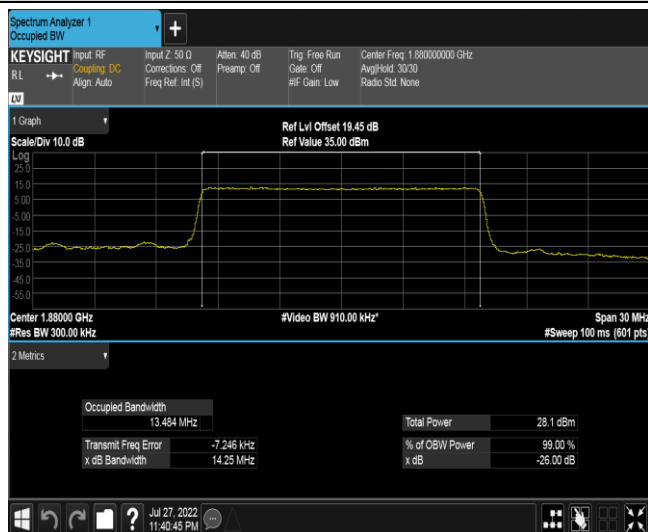 Spectrum Analyzer 1
Occupied BW
+
KEYSIGHT Input: RF Input Z: 50 Ω Atten: 40 dB Trig: Free Run Center Freq: 1.880000000 GHz
RL Coupling: DC Corrections: Off Preamp: Off Gate: Off Avg|Hold: 30/30
Align: Auto Freq Ref: Int (S) #IF Gain: Low Radio Std: None
LXI
1 Graph Ref Lvl Offset 19.45 dB
Scale/Div 10.0 dB Ref Value 35.00 dBm
Log
25.0
15.0
5.00
-5.00
-15.0
-25.0
-35.0
-45.0
-55.0
Center 1.88000 GHz #Video BW 910.00 kHz* Span 30 MHz
#Res BW 300.00 kHz #Sweep 100 ms (601 pts)
2 Metrics
Occupied Bandwidth
13.484 MHz Total Power 28.1 dBm
Transmit Freq Error -7.246 kHz % of OBW Power 99.00 %
x dB Bandwidth 14.25 MHz x dB -26.00 dB
? Jul 27, 2022
11:40:45 PM